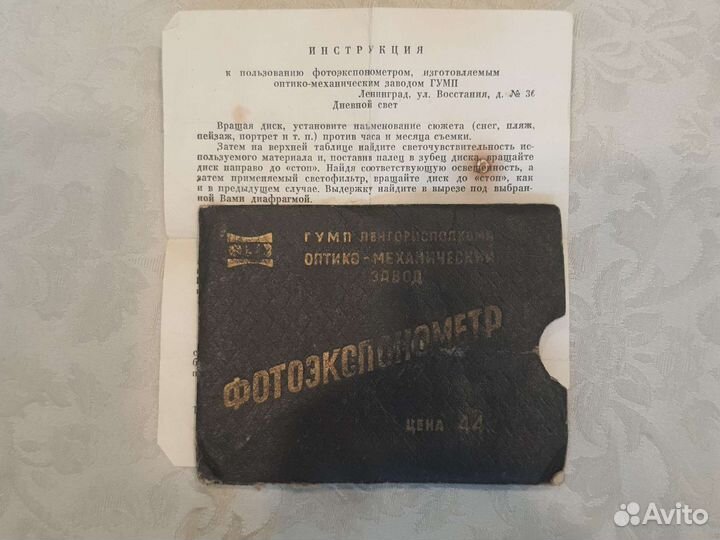 ИНСТРУКЦИЯ
к пользованию фотоэкспонометром, изготовляемым
оптико-механическим заводом ГУМП
Ленинград, ул. Восстания, д. № 36
Дневной свет
Вращая диск, установите наименование сюжета (снег, пляж,
пейзаж, портрет и т. п.) против часа и месяца съемки.
Затем на верхней таблице найдите светочувствительность ис-
пользуемого материала и, поставив палец в зубец диска, вращайте
диск направо до «стоп». Найдя соответствующую освещенность, а
затем применяемый светофильтр, вращайте диск до «стоп», как
и в предыдущем случае. Выдержку найдите в вырезе под выбран-
ной Вами диафрагмой.
ГУМП ЛЕНГОРИСПОЛКОМА
ОПТИКО-МЕХАНИЧЕСКИЙ
ЗАВОД
ФОТОЭКСПОНОМЕТР
ЦЕНА 44
Avito